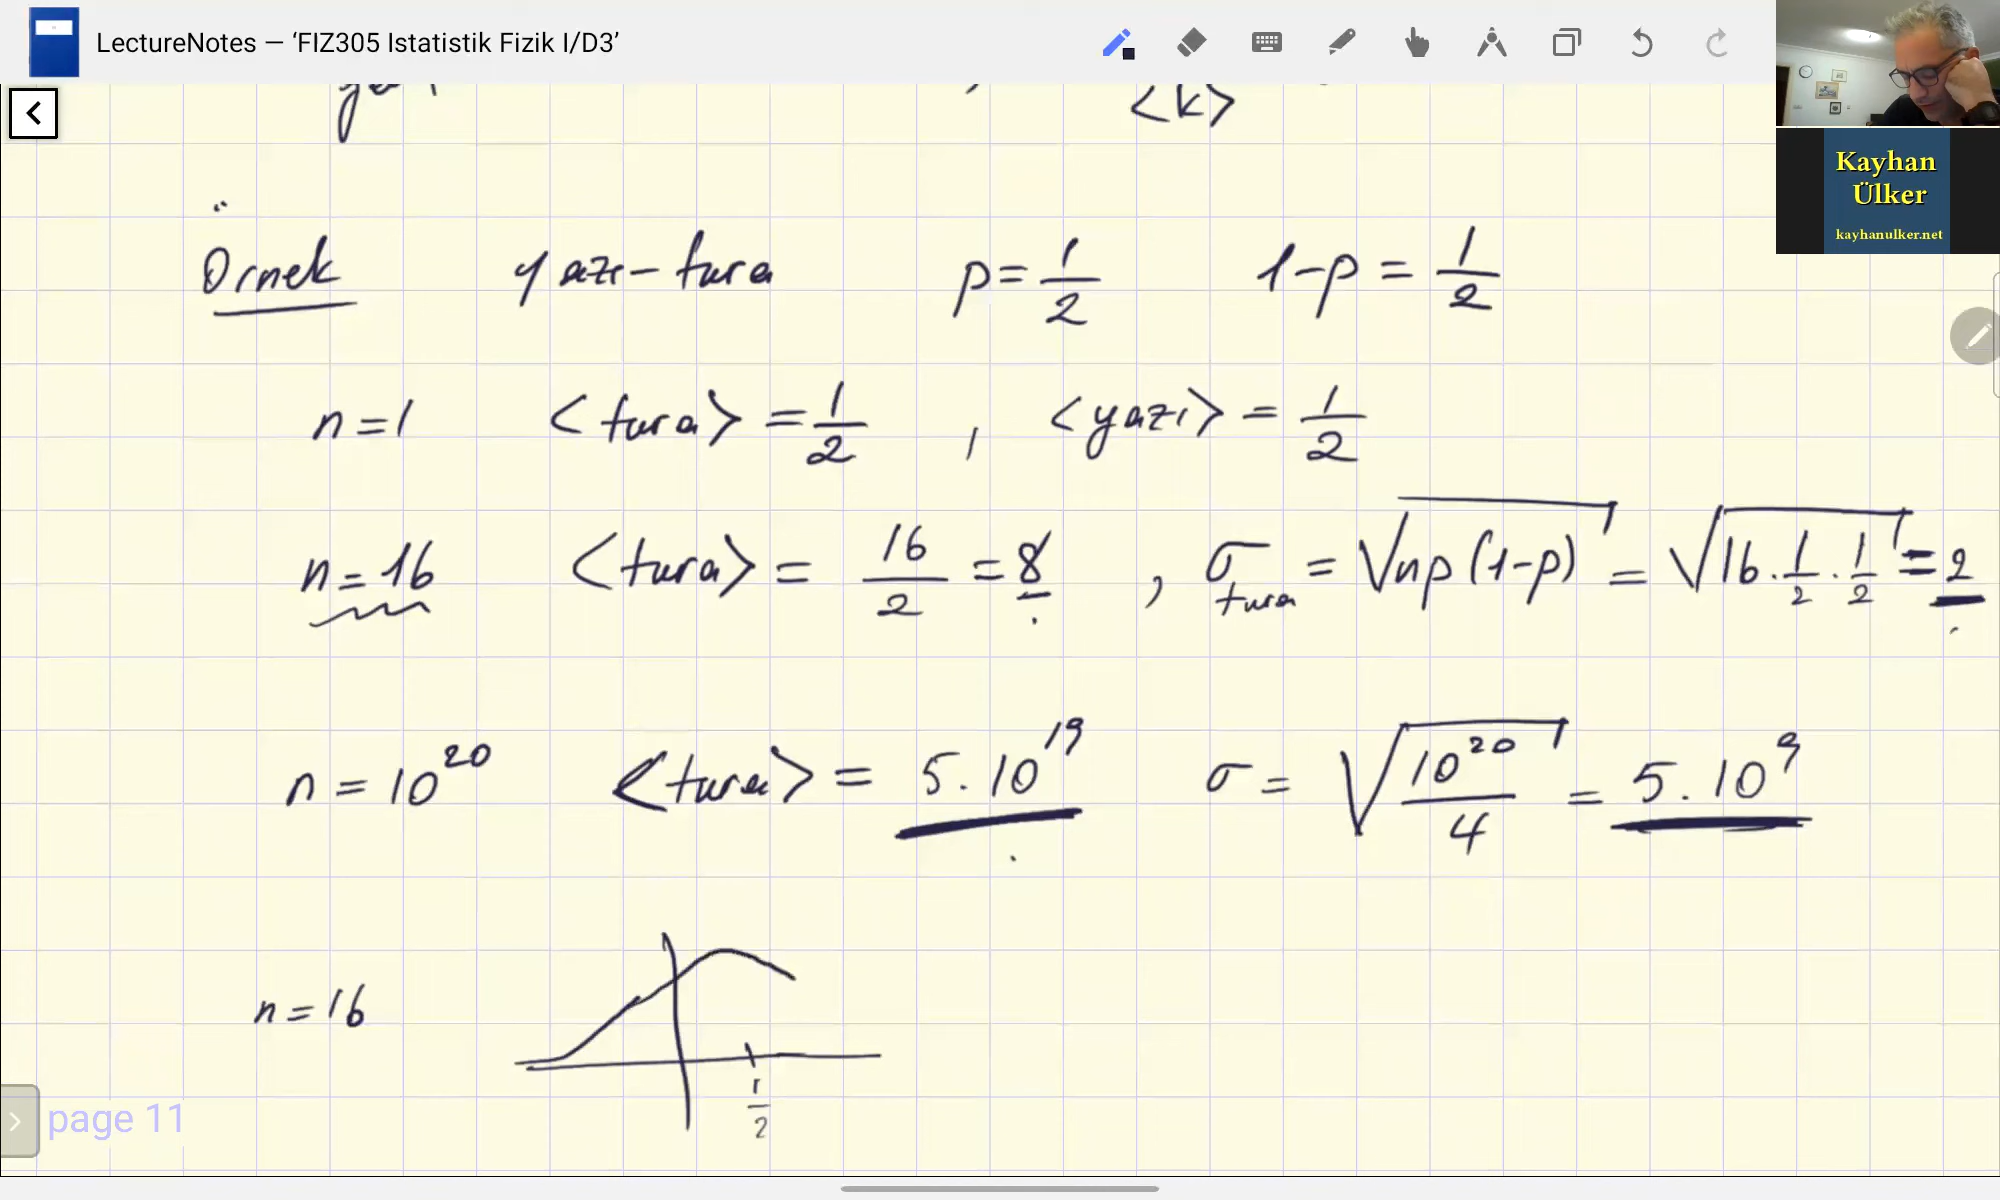 LectureNotes — ‘FIZ305 Istatistik Fizik I/D3’
Kayhan
Ülker
kayhanulker.net
<k>
Örnek yazı-tura p = 1/2 1-p = 1/2
n = 1 <tura> = 1/2 , <yazı> = 1/2
n = 16 <tura> = 16/2 = 8 , σ_tura = √np(1-p) = √16.1/2.1/2 = 2
n = 10^20 <tura> = 5.10^19 σ = √10^20/4 = 5.10^9
n = 16
1/2
page 11